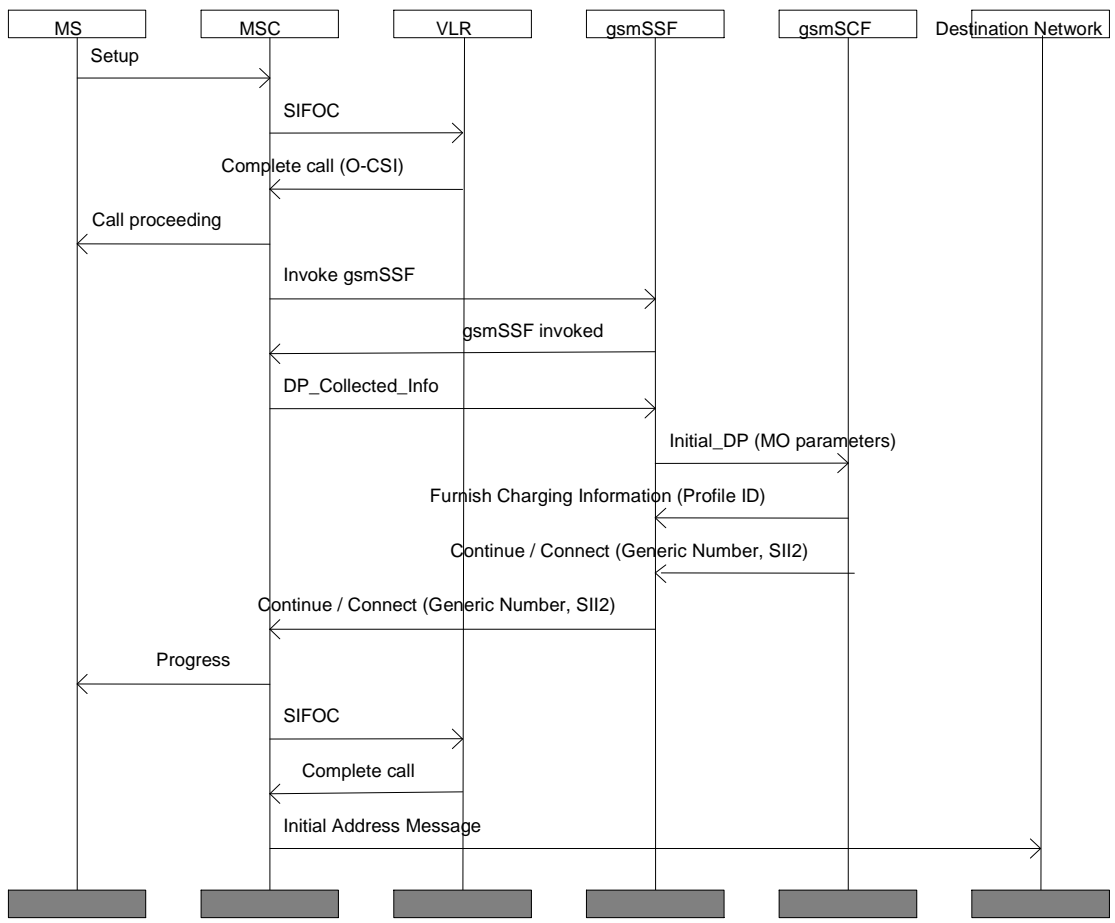 MS
MSC
VLR
gsmSSF
gsmSCF
Destination Network
Setup
SIFOC
Complete call (O-CSI)
Call proceeding
Invoke gsmSSF
gsmSSF invoked
DP_Collected_Info
Initial_DP (MO parameters)
Furnish Charging Information (Profile ID)
Continue / Connect (Generic Number, SII2)
Continue / Connect (Generic Number, SII2)
Progress
SIFOC
Complete call
Initial Address Message